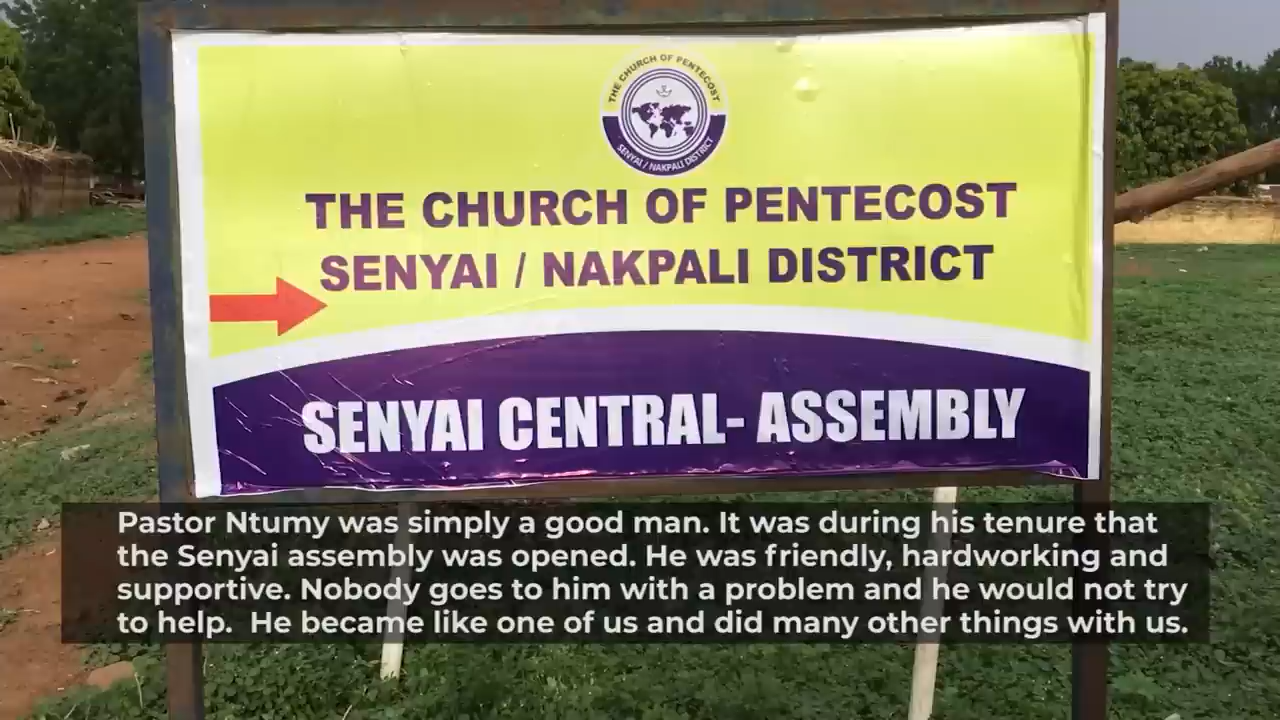 THE CHURCH OF PENTECOST
SENYAI / NAKPALI DISTRICT
THE CHURCH OF PENTECOST
SENYAI / NAKPALI DISTRICT
SENYAI CENTRAL- ASSEMBLY
Pastor Ntumy was simply a good man. It was during his tenure that
the Senyai assembly was opened. He was friendly, hardworking and
supportive. Nobody goes to him with a problem and he would not try
to help.  He became like one of us and did many other things with us.